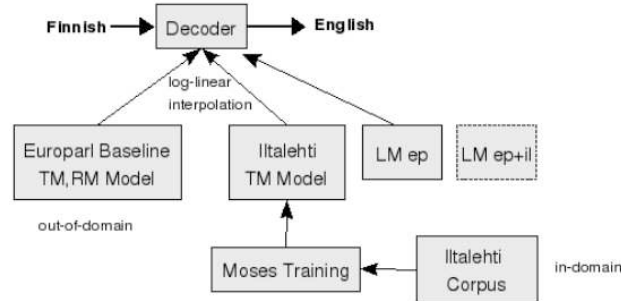 Finnish
Decoder
English
log-linear
interpolation
Europarl Baseline
TM,RM Model
Iltalehti
TM Model
LM ep
LM ep+il
out-of-domain
Moses Training
Iltalehti
Corpus
in-domain